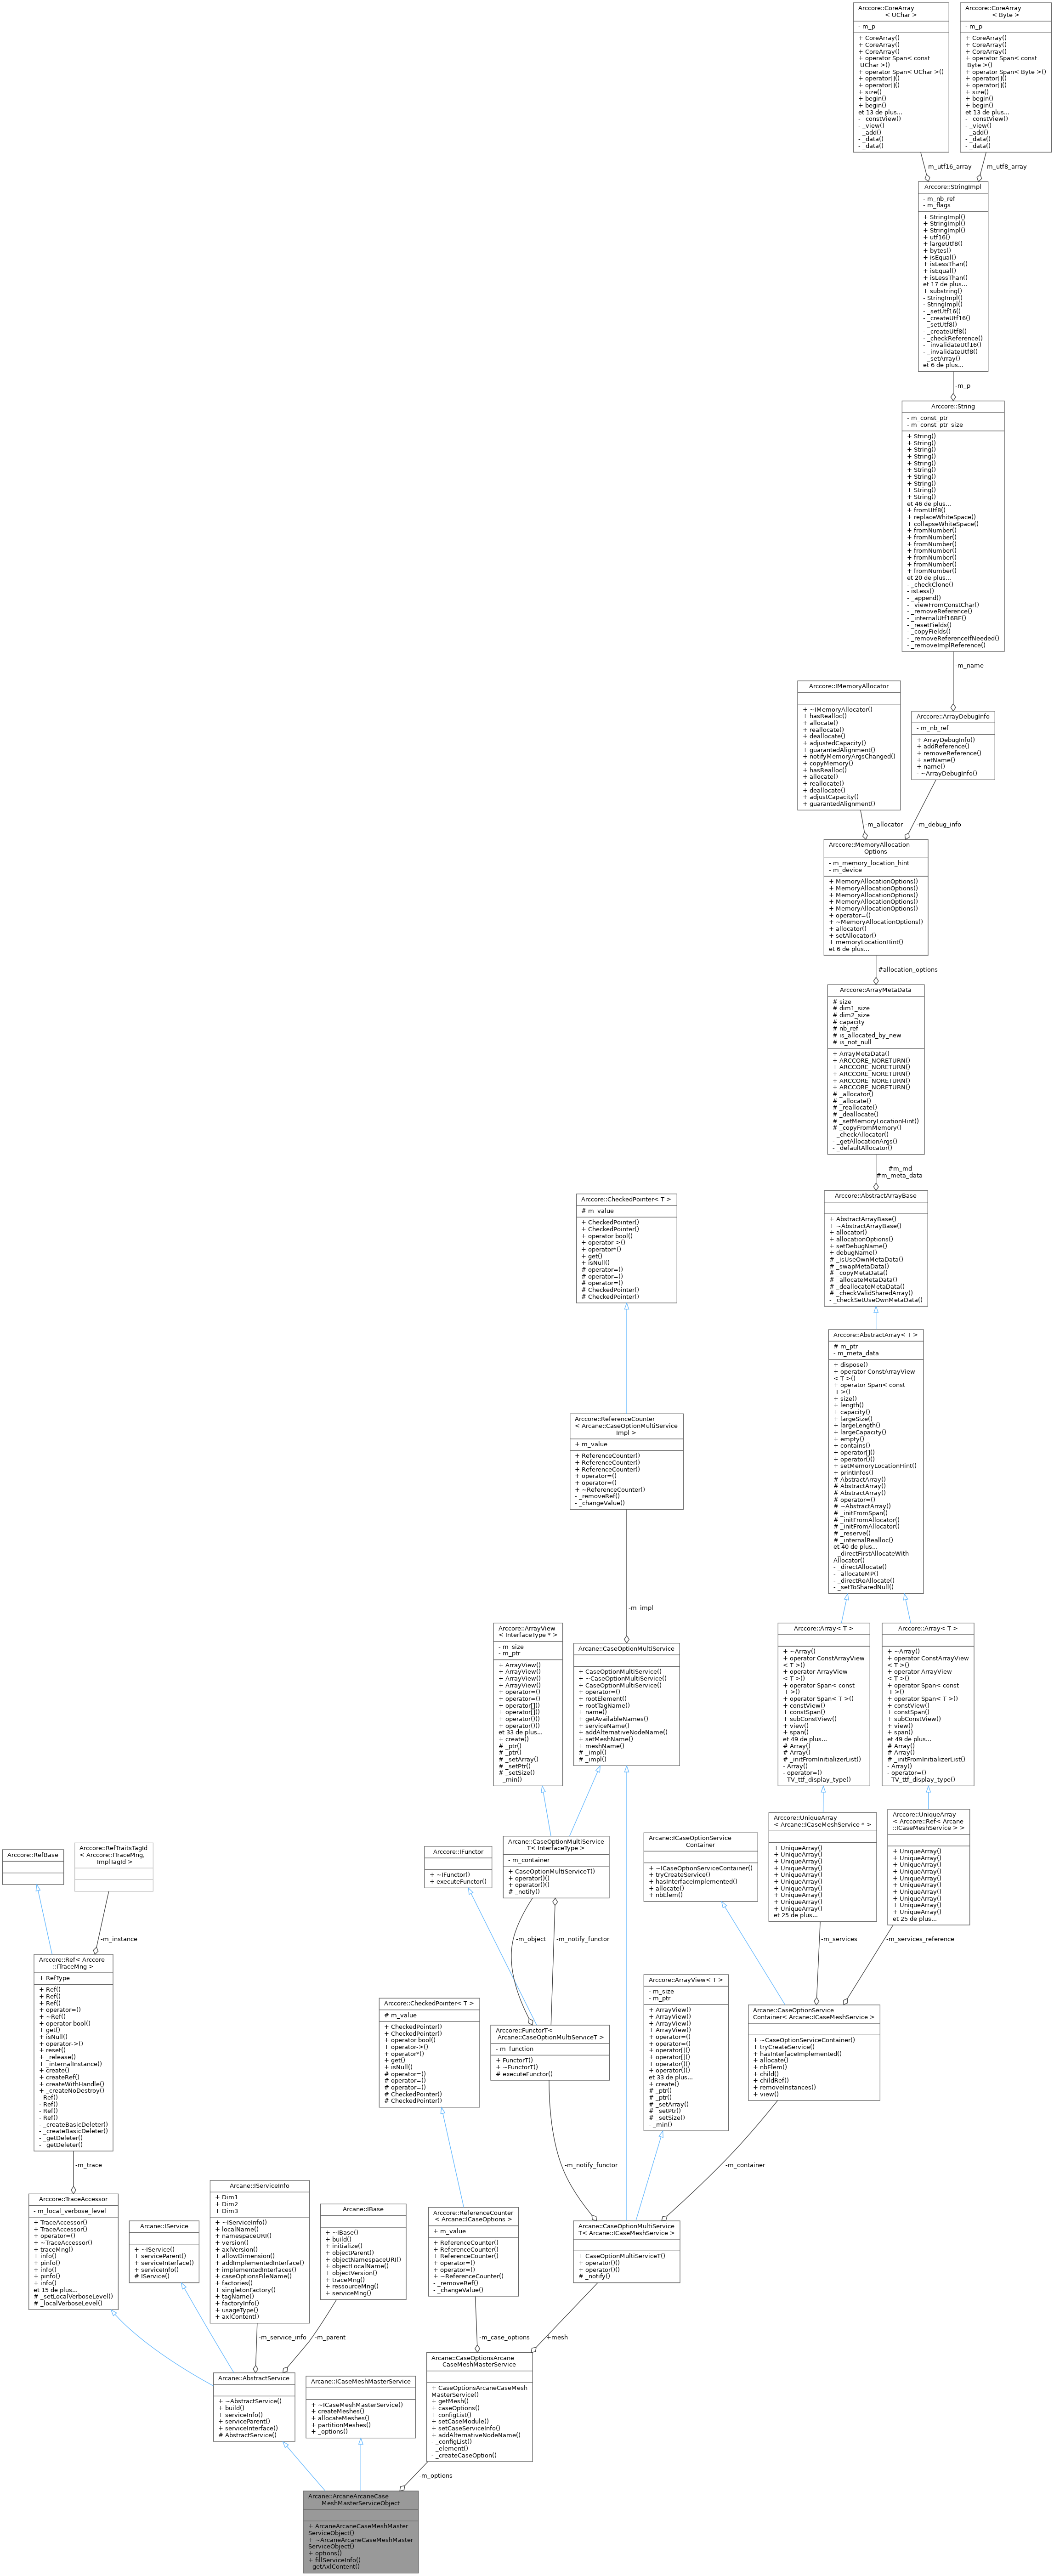 Arccore::CoreArray
< UChar >
- m_p
+ CoreArray()
+ CoreArray()
+ CoreArray()
+ operator Span< const
UChar >()
+ operator Span< UChar >()
+ operator[]()
+ operator[]()
+ size()
+ begin()
+ begin()
et 13 de plus...
- _constView()
- _view()
- _add()
- _data()
- _data()
Arccore::CoreArray
< Byte >
- m_p
+ CoreArray()
+ CoreArray()
+ CoreArray()
+ operator Span< const
Byte >()
+ operator Span< Byte >()
+ operator[]()
+ operator[]()
+ size()
+ begin()
+ begin()
et 13 de plus...
- _constView()
- _view()
- _add()
- _data()
- _data()
-m_utf16_array
-m_utf8_array
Arccore::StringImpl
- m_nb_ref
- m_flags
+ StringImpl()
+ StringImpl()
+ StringImpl()
+ utf16()
+ largeUtf8()
+ bytes()
+ isEqual()
+ isLessThan()
+ isEqual()
+ isLessThan()
et 17 de plus...
+ substring()
- StringImpl()
- StringImpl()
- _setUtf16()
- _createUtf16()
- _setUtf8()
- _createUtf8()
- _checkReference()
- _invalidateUtf16()
- _invalidateUtf8()
- _setArray()
et 6 de plus...
-m_p
Arccore::String
- m_const_ptr
- m_const_ptr_size
+ String()
+ String()
+ String()
+ String()
+ String()
+ String()
+ String()
+ String()
+ String()
+ String()
et 46 de plus...
+ fromUtf8()
+ replaceWhiteSpace()
+ collapseWhiteSpace()
+ fromNumber()
+ fromNumber()
+ fromNumber()
+ fromNumber()
+ fromNumber()
+ fromNumber()
+ fromNumber()
et 20 de plus...
- _checkClone()
- isLess()
- _append()
- _viewFromConstChar()
- _removeReference()
- _internalUtf16BE()
- _resetFields()
- _copyFields()
- _removeReferenceIfNeeded()
- _removeImplReference()
-m_name
Arccore::IMemoryAllocator
+ ~IMemoryAllocator()
+ hasRealloc()
+ allocate()
+ reallocate()
+ deallocate()
+ adjustedCapacity()
+ guarantedAlignment()
+ notifyMemoryArgsChanged()
+ copyMemory()
+ hasRealloc()
+ allocate()
+ reallocate()
+ deallocate()
+ adjustCapacity()
+ guarantedAlignment()
Arccore::ArrayDebugInfo
- m_nb_ref
+ ArrayDebugInfo()
+ addReference()
+ removeReference()
+ setName()
+ name()
- ~ArrayDebugInfo()
-m_allocator
-m_debug_info
Arccore::MemoryAllocation
Options
- m_memory_location_hint
- m_device
+ MemoryAllocationOptions()
+ MemoryAllocationOptions()
+ MemoryAllocationOptions()
+ MemoryAllocationOptions()
+ MemoryAllocationOptions()
+ operator=()
+ ~MemoryAllocationOptions()
+ allocator()
+ setAllocator()
+ memoryLocationHint()
et 6 de plus...
#allocation_options
Arccore::ArrayMetaData
# size
# dim1_size
# dim2_size
# capacity
# nb_ref
# is_allocated_by_new
# is_not_null
+ ArrayMetaData()
+ ARCCORE_NORETURN()
+ ARCCORE_NORETURN()
+ ARCCORE_NORETURN()
+ ARCCORE_NORETURN()
+ ARCCORE_NORETURN()
# _allocator()
# _allocate()
# _reallocate()
# _deallocate()
# _setMemoryLocationHint()
# _copyFromMemory()
- _checkAllocator()
- _getAllocationArgs()
- _defaultAllocator()
#m_md
#m_meta_data
Arccore::AbstractArrayBase
+ AbstractArrayBase()
+ ~AbstractArrayBase()
+ allocator()
+ allocationOptions()
+ setDebugName()
+ debugName()
# _isUseOwnMetaData()
# _swapMetaData()
# _copyMetaData()
# _allocateMetaData()
# _deallocateMetaData()
# _checkValidSharedArray()
- _checkSetUseOwnMetaData()
Arccore::CheckedPointer< T >
# m_value
+ CheckedPointer()
+ CheckedPointer()
+ operator bool()
+ operator->()
+ operator*()
+ get()
+ isNull()
# operator=()
# operator=()
# operator=()
# CheckedPointer()
# CheckedPointer()
Arccore::AbstractArray< T >
# m_ptr
- m_meta_data
+ dispose()
+ operator ConstArrayView
< T >()
+ operator Span< const
T >()
+ size()
+ length()
+ capacity()
+ largeSize()
+ largeLength()
+ largeCapacity()
+ empty()
+ contains()
+ operator[]()
+ operator()()
+ setMemoryLocationHint()
+ printInfos()
# AbstractArray()
# AbstractArray()
# AbstractArray()
# operator=()
# ~AbstractArray()
# _initFromSpan()
# _initFromAllocator()
# _initFromAllocator()
# _reserve()
# _internalRealloc()
et 40 de plus...
- _directFirstAllocateWith
Allocator()
- _directAllocate()
- _allocateMP()
- _directReAllocate()
- _setToSharedNull()
Arccore::ReferenceCounter
< Arcane::CaseOptionMultiService
Impl >
+ m_value
+ ReferenceCounter()
+ ReferenceCounter()
+ ReferenceCounter()
+ operator=()
+ operator=()
+ ~ReferenceCounter()
- _removeRef()
- _changeValue()
-m_impl
Arccore::ArrayView
< InterfaceType * >
- m_size
- m_ptr
+ ArrayView()
+ ArrayView()
+ ArrayView()
+ ArrayView()
+ operator=()
+ operator=()
+ operator[]()
+ operator[]()
+ operator()()
+ operator()()
et 33 de plus...
+ create()
# _ptr()
# _ptr()
# _setArray()
# _setPtr()
# _setSize()
- _min()
Arcane::CaseOptionMultiService
+ CaseOptionMultiService()
+ ~CaseOptionMultiService()
+ CaseOptionMultiService()
+ operator=()
+ rootElement()
+ rootTagName()
+ name()
+ getAvailableNames()
+ serviceName()
+ addAlternativeNodeName()
+ setMeshName()
+ meshName()
# _impl()
# _impl()
Arccore::Array< T >
+ ~Array()
+ operator ConstArrayView
< T >()
+ operator ArrayView
< T >()
+ operator Span< const
T >()
+ operator Span< T >()
+ constView()
+ constSpan()
+ subConstView()
+ view()
+ span()
et 49 de plus...
# Array()
# Array()
# _initFromInitializerList()
- Array()
- operator=()
- TV_ttf_display_type()
Arccore::Array< T >
+ ~Array()
+ operator ConstArrayView
< T >()
+ operator ArrayView
< T >()
+ operator Span< const
T >()
+ operator Span< T >()
+ constView()
+ constSpan()
+ subConstView()
+ view()
+ span()
et 49 de plus...
# Array()
# Array()
# _initFromInitializerList()
- Array()
- operator=()
- TV_ttf_display_type()
Arccore::RefBase
Arccore::RefTraitsTagId
< Arccore::ITraceMng,
ImplTagId >
Arccore::IFunctor
+ ~IFunctor()
+ executeFunctor()
Arcane::CaseOptionMultiService
T< InterfaceType >
- m_container
+ CaseOptionMultiServiceT()
+ operator()()
+ operator()()
# _notify()
Arcane::ICaseOptionService
Container
+ ~ICaseOptionServiceContainer()
+ tryCreateService()
+ hasInterfaceImplemented()
+ allocate()
+ nbElem()
Arccore::UniqueArray
< Arcane::ICaseMeshService * >
+ UniqueArray()
+ UniqueArray()
+ UniqueArray()
+ UniqueArray()
+ UniqueArray()
+ UniqueArray()
+ UniqueArray()
+ UniqueArray()
+ UniqueArray()
+ UniqueArray()
et 25 de plus...
Arccore::UniqueArray
< Arccore::Ref< Arcane
::ICaseMeshService > >
+ UniqueArray()
+ UniqueArray()
+ UniqueArray()
+ UniqueArray()
+ UniqueArray()
+ UniqueArray()
+ UniqueArray()
+ UniqueArray()
+ UniqueArray()
+ UniqueArray()
et 25 de plus...
-m_instance
-m_object
-m_notify_functor
-m_services
-m_services_reference
Arccore::Ref< Arccore
::ITraceMng >
+ RefType
+ Ref()
+ Ref()
+ Ref()
+ operator=()
+ ~Ref()
+ operator bool()
+ get()
+ isNull()
+ operator->()
+ reset()
+ _release()
+ _internalInstance()
+ create()
+ createRef()
+ createWithHandle()
+ _createNoDestroy()
- Ref()
- Ref()
- Ref()
- Ref()
- _createBasicDeleter()
- _createBasicDeleter()
- _getDeleter()
- _getDeleter()
Arccore::CheckedPointer< T >
# m_value
+ CheckedPointer()
+ CheckedPointer()
+ operator bool()
+ operator->()
+ operator*()
+ get()
+ isNull()
# operator=()
# operator=()
# operator=()
# CheckedPointer()
# CheckedPointer()
Arccore::FunctorT<
Arcane::CaseOptionMultiServiceT >
- m_function
+ FunctorT()
+ ~FunctorT()
# executeFunctor()
Arccore::ArrayView< T >
- m_size
- m_ptr
+ ArrayView()
+ ArrayView()
+ ArrayView()
+ ArrayView()
+ operator=()
+ operator=()
+ operator[]()
+ operator[]()
+ operator()()
+ operator()()
et 33 de plus...
+ create()
# _ptr()
# _ptr()
# _setArray()
# _setPtr()
# _setSize()
- _min()
Arcane::CaseOptionService
Container< Arcane::ICaseMeshService >
+ ~CaseOptionServiceContainer()
+ tryCreateService()
+ hasInterfaceImplemented()
+ allocate()
+ nbElem()
+ child()
+ childRef()
+ removeInstances()
+ view()
-m_trace
-m_notify_functor
-m_container
Arccore::TraceAccessor
- m_local_verbose_level
+ TraceAccessor()
+ TraceAccessor()
+ operator=()
+ ~TraceAccessor()
+ traceMng()
+ info()
+ pinfo()
+ info()
+ pinfo()
+ info()
et 15 de plus...
# _setLocalVerboseLevel()
# _localVerboseLevel()
Arcane::IService
+ ~IService()
+ serviceParent()
+ serviceInterface()
+ serviceInfo()
# IService()
Arcane::IServiceInfo
+ Dim1
+ Dim2
+ Dim3
+ ~IServiceInfo()
+ localName()
+ namespaceURI()
+ version()
+ axlVersion()
+ allowDimension()
+ addImplementedInterface()
+ implementedInterfaces()
+ caseOptionsFileName()
+ factories()
+ singletonFactory()
+ tagName()
+ factoryInfo()
+ usageType()
+ axlContent()
Arcane::IBase
+ ~IBase()
+ build()
+ initialize()
+ objectParent()
+ objectNamespaceURI()
+ objectLocalName()
+ objectVersion()
+ traceMng()
+ ressourceMng()
+ serviceMng()
Arccore::ReferenceCounter
< Arcane::ICaseOptions >
+ m_value
+ ReferenceCounter()
+ ReferenceCounter()
+ ReferenceCounter()
+ operator=()
+ operator=()
+ ~ReferenceCounter()
- _removeRef()
- _changeValue()
Arcane::CaseOptionMultiService
T< Arcane::ICaseMeshService >
+ CaseOptionMultiServiceT()
+ operator()()
+ operator()()
# _notify()
-m_service_info
-m_parent
-m_case_options
+mesh
Arcane::AbstractService
+ ~AbstractService()
+ build()
+ serviceInfo()
+ serviceParent()
+ serviceInterface()
# AbstractService()
Arcane::ICaseMeshMasterService
+ ~ICaseMeshMasterService()
+ createMeshes()
+ allocateMeshes()
+ partitionMeshes()
+ _options()
Arcane::CaseOptionsArcane
CaseMeshMasterService
+ CaseOptionsArcaneCaseMesh
MasterService()
+ getMesh()
+ caseOptions()
+ configList()
+ setCaseModule()
+ setCaseServiceInfo()
+ addAlternativeNodeName()
- _configList()
- _element()
- _createCaseOption()
-m_options
Arcane::ArcaneArcaneCase
MeshMasterServiceObject
+ ArcaneArcaneCaseMeshMaster
ServiceObject()
+ ~ArcaneArcaneCaseMeshMaster
ServiceObject()
+ options()
+ fillServiceInfo()
- getAxlContent()